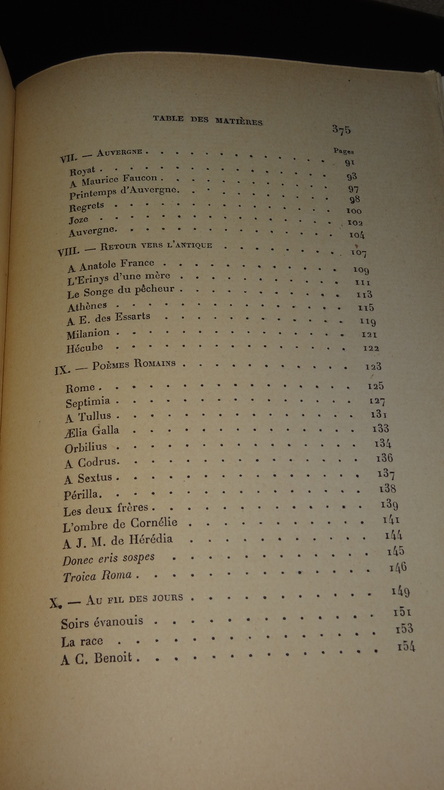 TABLE DES MATIÈRES 375
Pages
VII. — AUVERGNE . . . . . . . . . . . 91
Royat . . . . . . . . . . . . . 93
A Maurice Faucon . . . . . . . . . 97
Printemps d'Auvergne. . . . . . . . . 98
Regrets . . . . . . . . . . . . 100
Joze . . . . . . . . . . . . . 102
Auvergne. . . . . . . . . . . . 104
VIII. — RETOUR VERS L'ANTIQUE . . . . . . . 107
A Anatole France . . . . . . . . . 109
L'Erinys d'une mère . . . . . . . . 111
Le Songe du pêcheur . . . . . . . . 113
Athènes . . . . . . . . . . . . 115
A E. des Essarts . . . . . . . . . 119
Milanion . . . . . . . . . . . . 121
Hécube . . . . . . . . . . . . 122
IX. — POÈMES ROMAINS . . . . . . . . . 123
Rome . . . . . . . . . . . . . 125
Septimia . . . . . . . . . . . . 127
A Tullus . . . . . . . . . . . . 131
Ælia Galla . . . . . . . . . . . 133
Orbilius . . . . . . . . . . . . 134
A Codrus. . . . . . . . . . . . 136
A Sextus . . . . . . . . . . . . 137
Périlla. . . . . . . . . . . . . 138
Les deux frères . . . . . . . . . . 139
L'ombre de Cornélie . . . . . . . . 141
A J. M. de Hérédia . . . . . . . . 144
Donec eris sospes . . . . . . . . . 145
Troica Roma . . . . . . . . . . . 146
X. — AU FIL DES JOURS . . . . . . . . . 149
Soirs évanouis . . . . . . . . . . 151
La race . . . . . . . . . . . . 153
A C. Benoit . . . . . . . . . . . 154